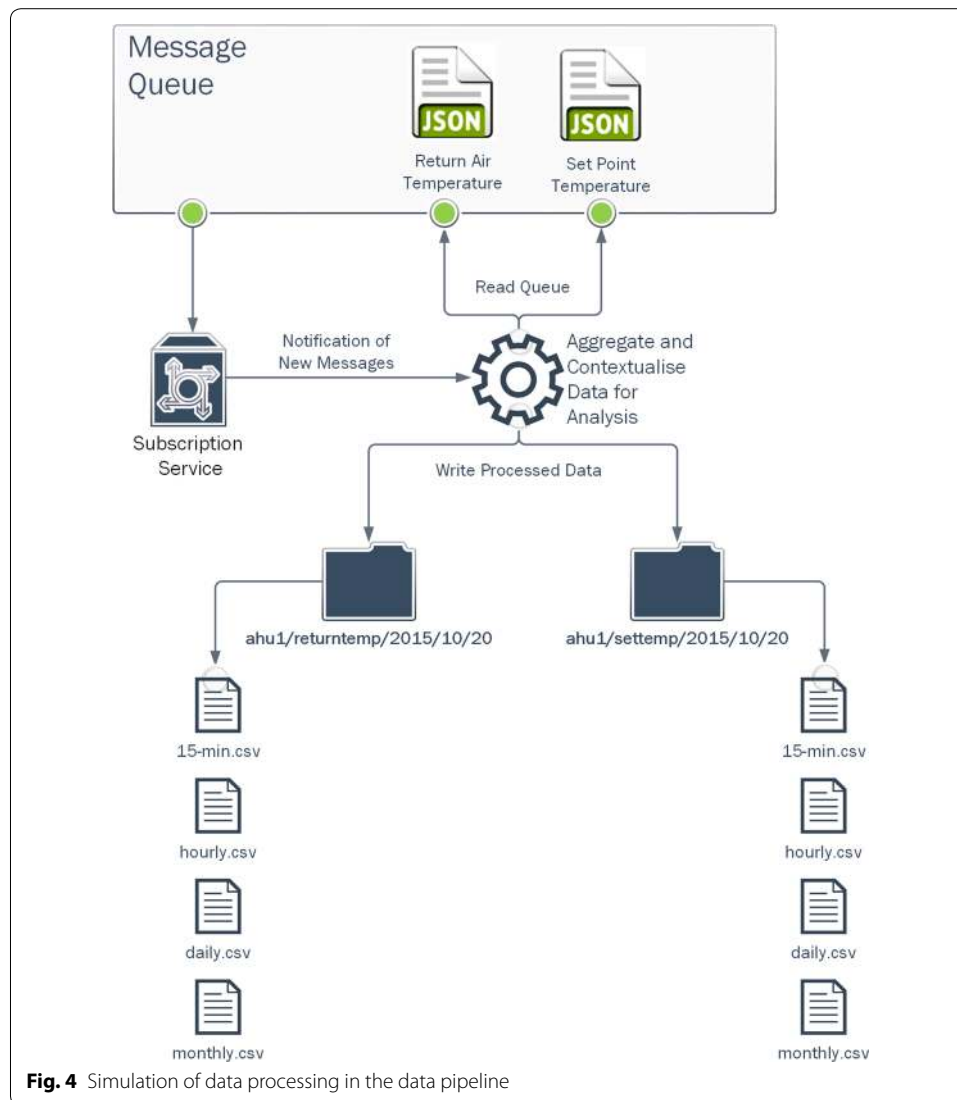 Message
Queue
JSON
JSON
Return Air
Temperature
Set Point
Temperature
Read Queue
Notification of
New Messages
Aggregate and
Contextualise
Data for
Analysis
Subscription
Service
Write Processed Data
ahu1/returntemp/2015/10/20
ahu1/settemp/2015/10/20
15-min.csv
hourly.csv
daily.csv
monthly.csv
15-min.csv
hourly.csv
daily.csv
monthly.csv
Fig. 4 Simulation of data processing in the data pipeline